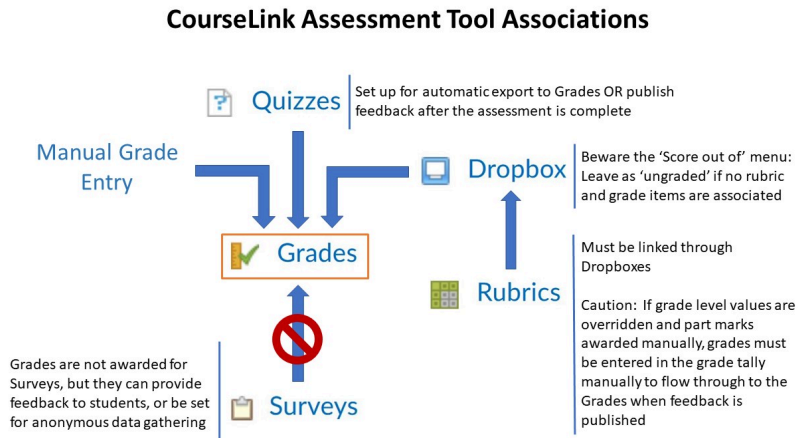 CourseLink Assessment Tool Associations
Quizzes
Set up for automatic export to Grades OR publish
feedback after the assessment is complete
Manual Grade
Entry
Dropbox
Beware the ‘Score out of’ menu:
Leave as ‘ungraded’ if no rubric
and grade items are associated
Grades
Rubrics
Must be linked through
Dropboxes
Caution:  If grade level values are
overridden and part marks
awarded manually, grades must
be entered in the grade tally
manually to flow through to the
Grades when feedback is
published
Grades are not awarded for
Surveys, but they can provide
feedback to students, or be set
for anonymous data gathering
Surveys